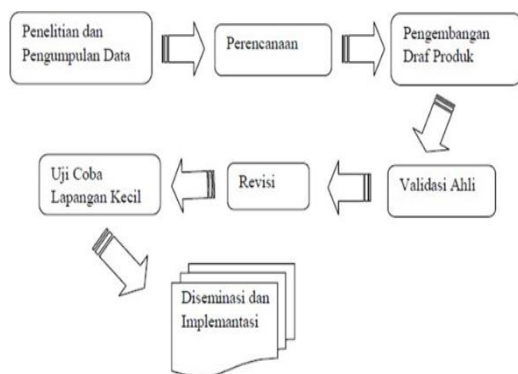 Penelitian dan
Pengumpulan Data
Perencanaan
Pengembangan
Draf Produk
Validasi Ahli
Revisi
Uji Coba
Lapangan Kecil
Diseminasi dan
Implemantasi